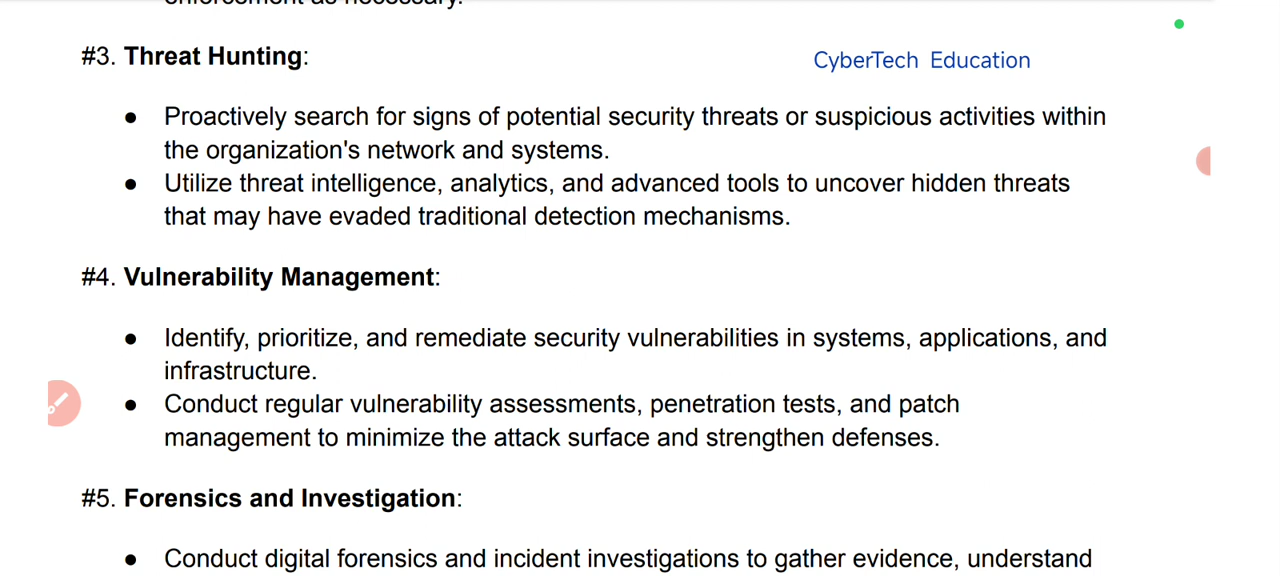 enforcement as necessary.
#3. Threat Hunting:
CyberTech Education
● Proactively search for signs of potential security threats or suspicious activities within
the organization's network and systems.
● Utilize threat intelligence, analytics, and advanced tools to uncover hidden threats
that may have evaded traditional detection mechanisms.
#4. Vulnerability Management:
● Identify, prioritize, and remediate security vulnerabilities in systems, applications, and
infrastructure.
● Conduct regular vulnerability assessments, penetration tests, and patch
management to minimize the attack surface and strengthen defenses.
#5. Forensics and Investigation:
● Conduct digital forensics and incident investigations to gather evidence, understand